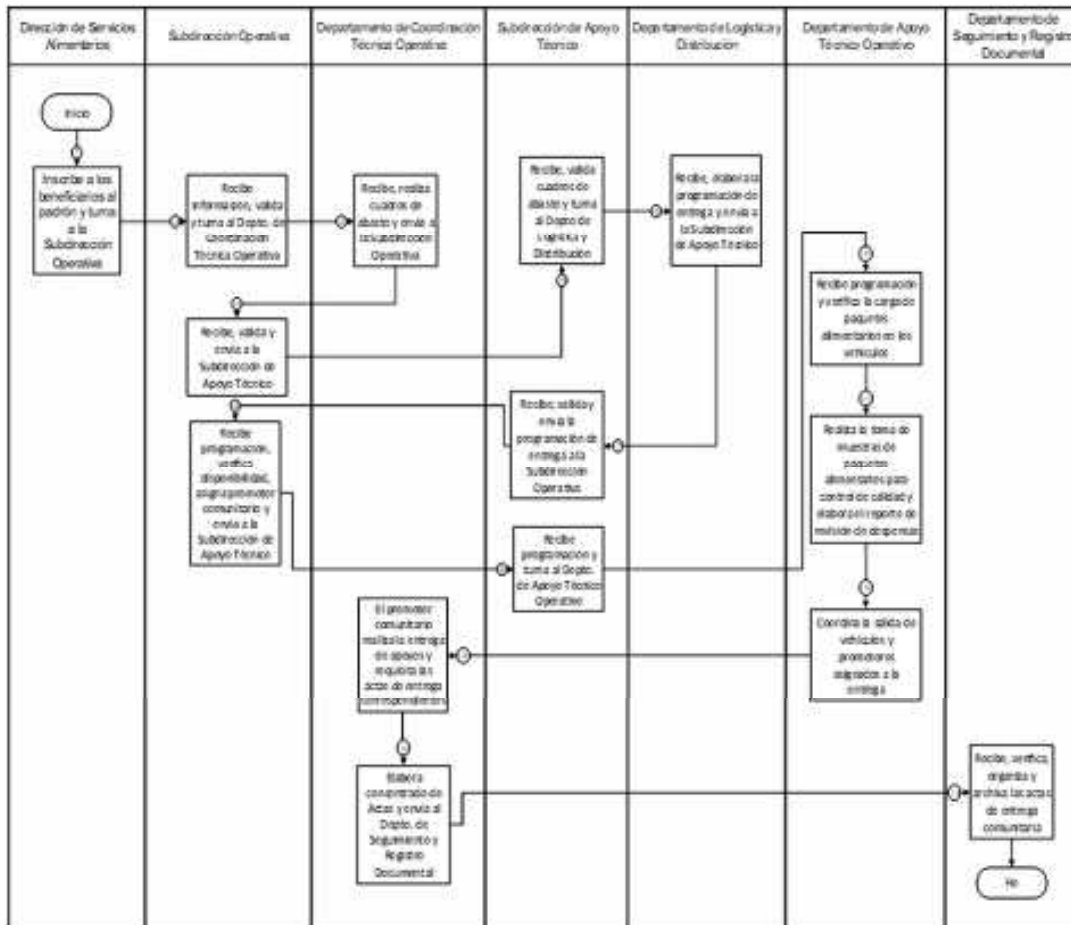 Dirección de Servicios
Alimentarios
Subdirección Operativa
Departamento de Coordinación
Técnica Operativa
Subdirección de Apoyo
Técnico
Departamento de Logística y
Distribución
Departamento de Apoyo
Técnico Operativo
Departamento de
Seguimiento y Registro
Documental
Inicio
Inscribe a los
beneficiarios al
padrón y turna
a la
Subdirección
Operativa
Recibe
información, valida
y turna al Depto. de
Coordinación
Técnica Operativa
Recibe, realiza
cuadros de
abasto y envía a
la Subdirección
Operativa
Recibe, valida y
envía a la
Subdirección de
Apoyo Técnico
Recibe, valida
cuadros de
abasto y turna
al Depto de
Logística y
Distribución
Recibe, elabora la
programación de
entrega y envía a
la Subdirección
de Apoyo Técnico
Recibe, valida y
envía la
programación de
entrega a la
Subdirección
Operativa
Recibe
programación,
verifica
disponibilidad,
asigna promotor
comunitario y
envía a la
Subdirección de
Apoyo Técnico
Recibe
programación y
turna al Depto.
de Apoyo Técnico
Operativo
Recibe programación
y verifica la carga de
paquetes
alimentarios en los
vehículos
Realiza la toma de
muestras de
paquetes
alimentarios para
control de calidad y
elabora el reporte de
revisión de despensas
Coordina la salida de
vehículos y
promotores
asignados a la
entrega
El promotor
comunitario
realiza la entrega
de apoyos y
requisita las
actas de entrega
correspondientes
Elabora
concentrado de
Actas y envía al
Depto. de
Seguimiento y
Registro
Documental
Recibe, verifica,
organiza y
archiva las actas
de entrega
comunitaria